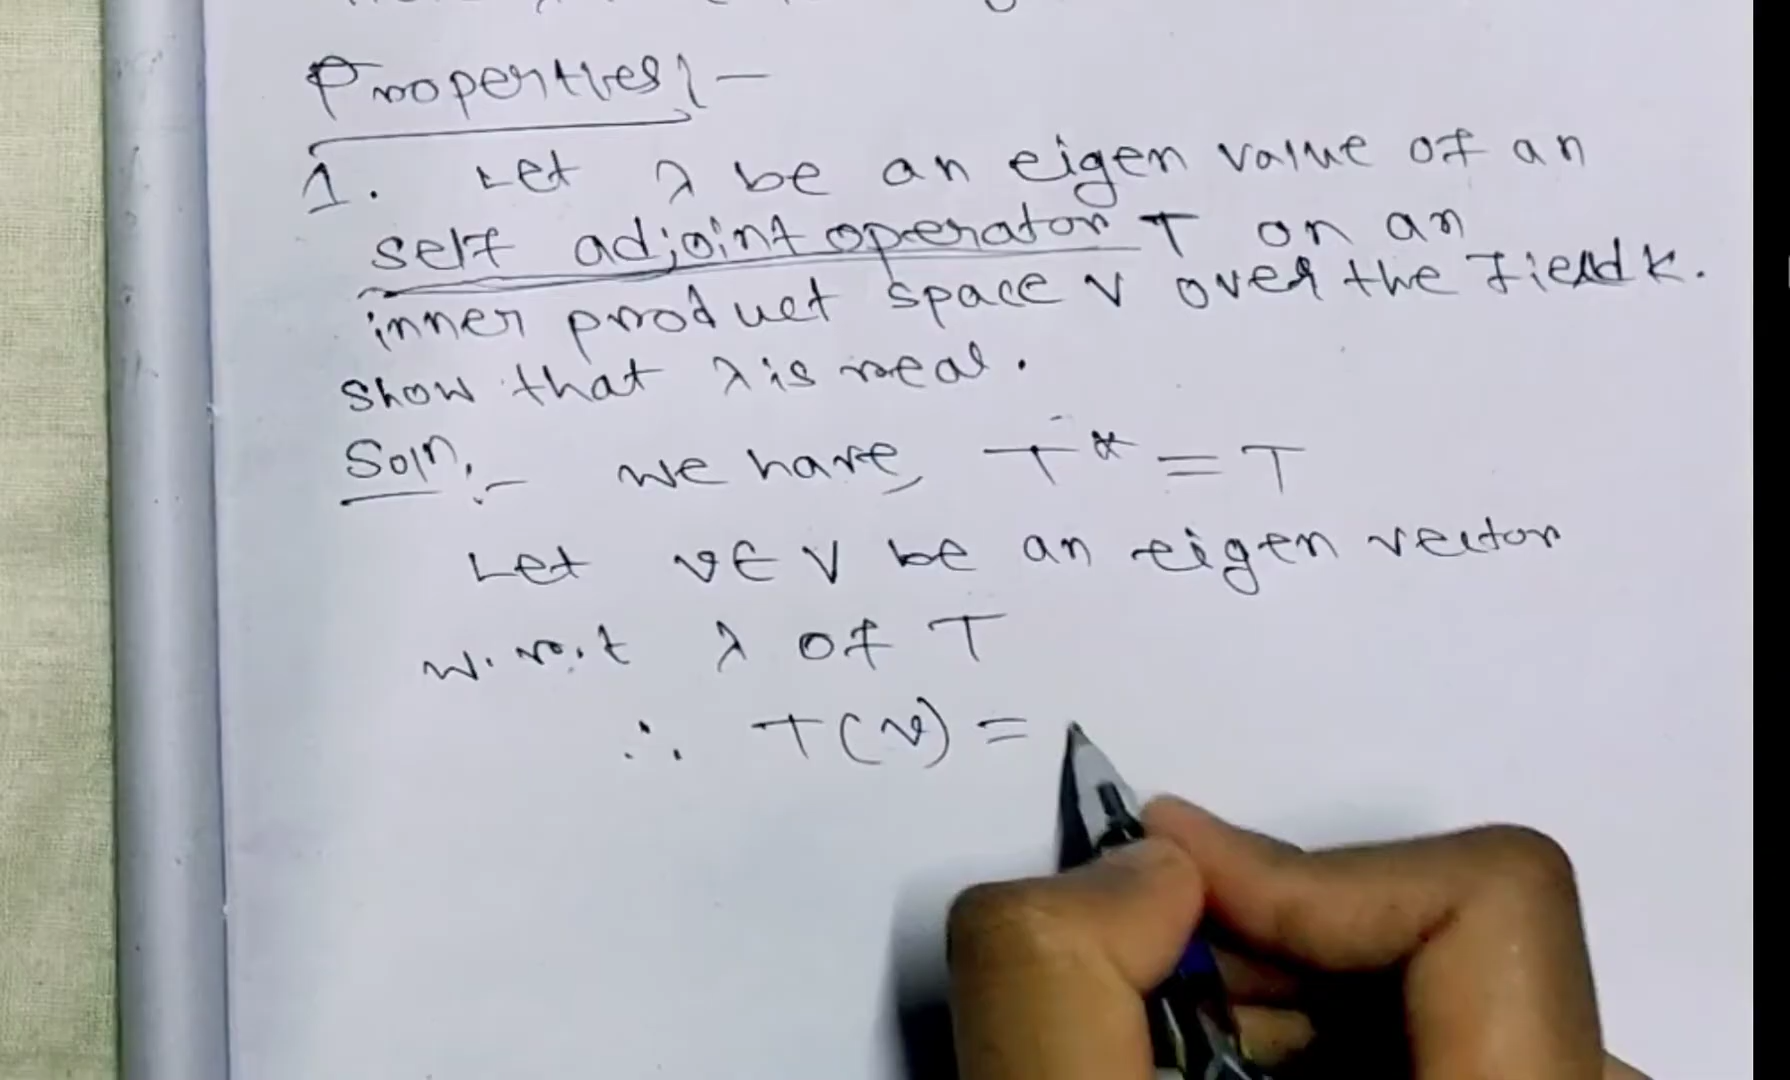 Properties :-
1. Let λ be an eigen value of an
self adjoint operator T on an
inner product space V over the field K.
Show that λ is real.
Soln. :- We have, T* = T
Let v ∈ V be an eigen vector
w.r.t λ of T
∴ T(v) =